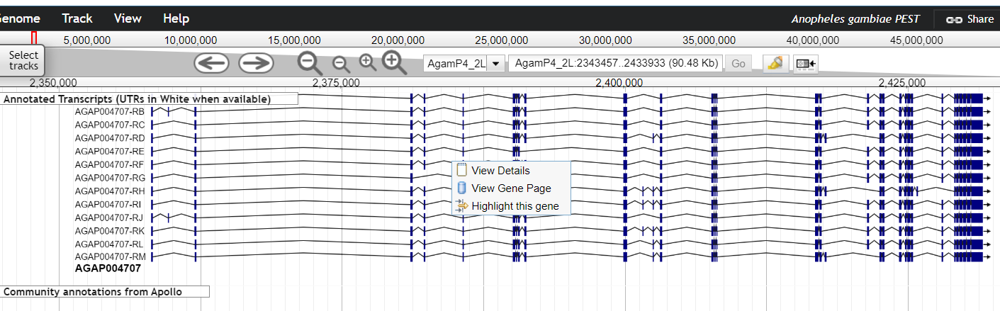 Genome Track View Help Anopheles gambiae PEST Share
5,000,000 10,000,000 15,000,000 20,000,000 25,000,000 30,000,000 35,000,000 40,000,000 45,000,000
Select
tracks
AgamP4_2L AgamP4_2L:2343457..2433933 (90.48 Kb) Go
2,350,000 2,375,000 2,400,000 2,425,000
Annotated Transcripts (UTRs in White when available)
AGAP004707-RB
AGAP004707-RC
AGAP004707-RD
AGAP004707-RE
AGAP004707-RF
AGAP004707-RG
AGAP004707-RH
AGAP004707-RI
AGAP004707-RJ
AGAP004707-RK
AGAP004707-RL
AGAP004707-RM
AGAP004707
View Details
View Gene Page
Highlight this gene
Community annotations from Apollo